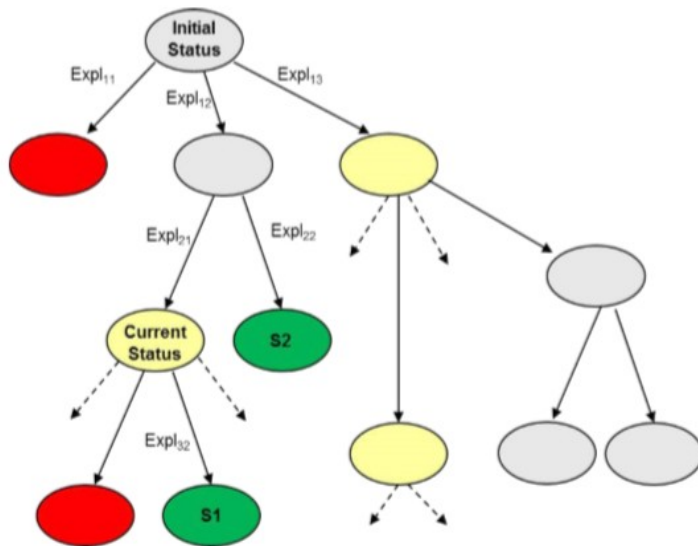 Initial
Status
Expl₁₁
Expl₁₂
Expl₁₃
Expl₂₁
Expl₂₂
Current
Status
S2
Expl₃₂
S1